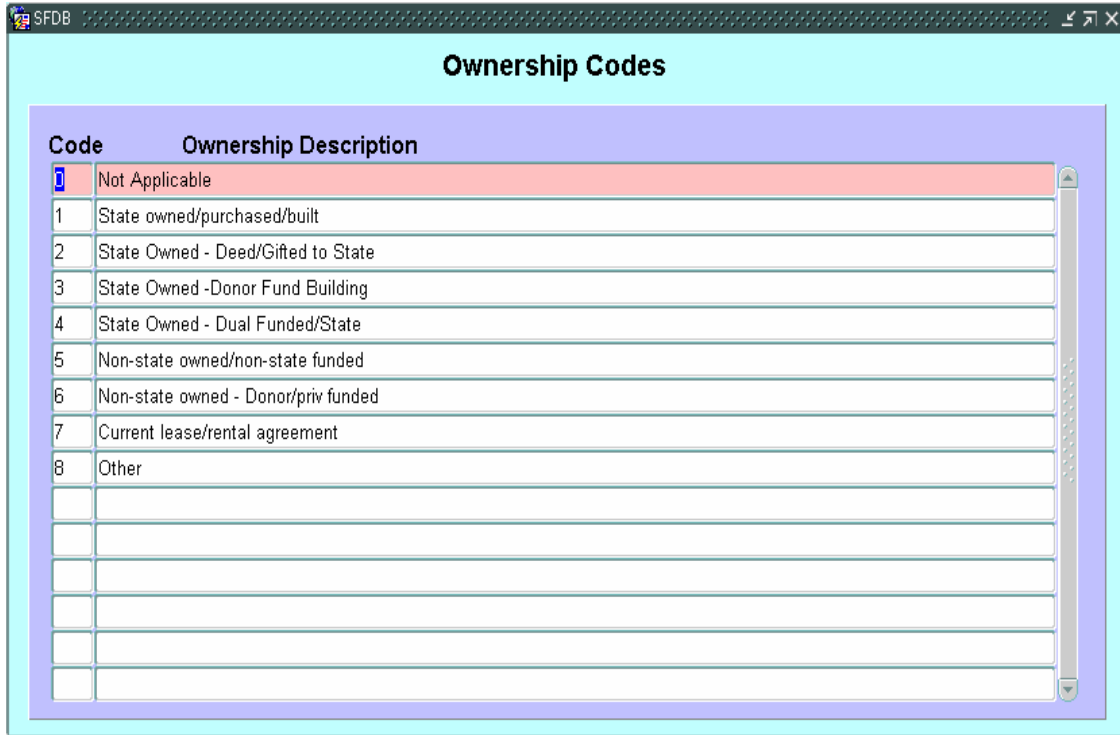 SFDB
Ownership Codes
Code Ownership Description
0 Not Applicable
1 State owned/purchased/built
2 State Owned - Deed/Gifted to State
3 State Owned -Donor Fund Building
4 State Owned - Dual Funded/State
5 Non-state owned/non-state funded
6 Non-state owned - Donor/priv funded
7 Current lease/rental agreement
8 Other